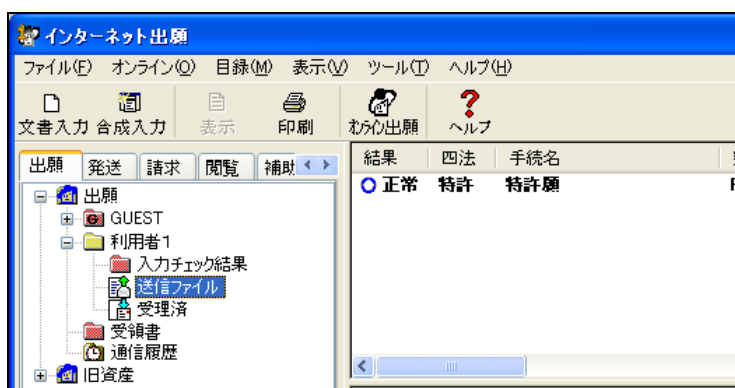 インターネット出願
ファイル(F) オンライン(O) 目録(M) 表示(V) ツール(T) ヘルプ(H)
文書入力 合成入力 表示 印刷 オンライン出願 ヘルプ
出願 発送 請求 閲覧 補助
結果 四法 手続名
正常 特許 特許願
出願
GUEST
利用者1
入力チェック結果
送信ファイル
受理済
受領書
通信履歴
旧資産